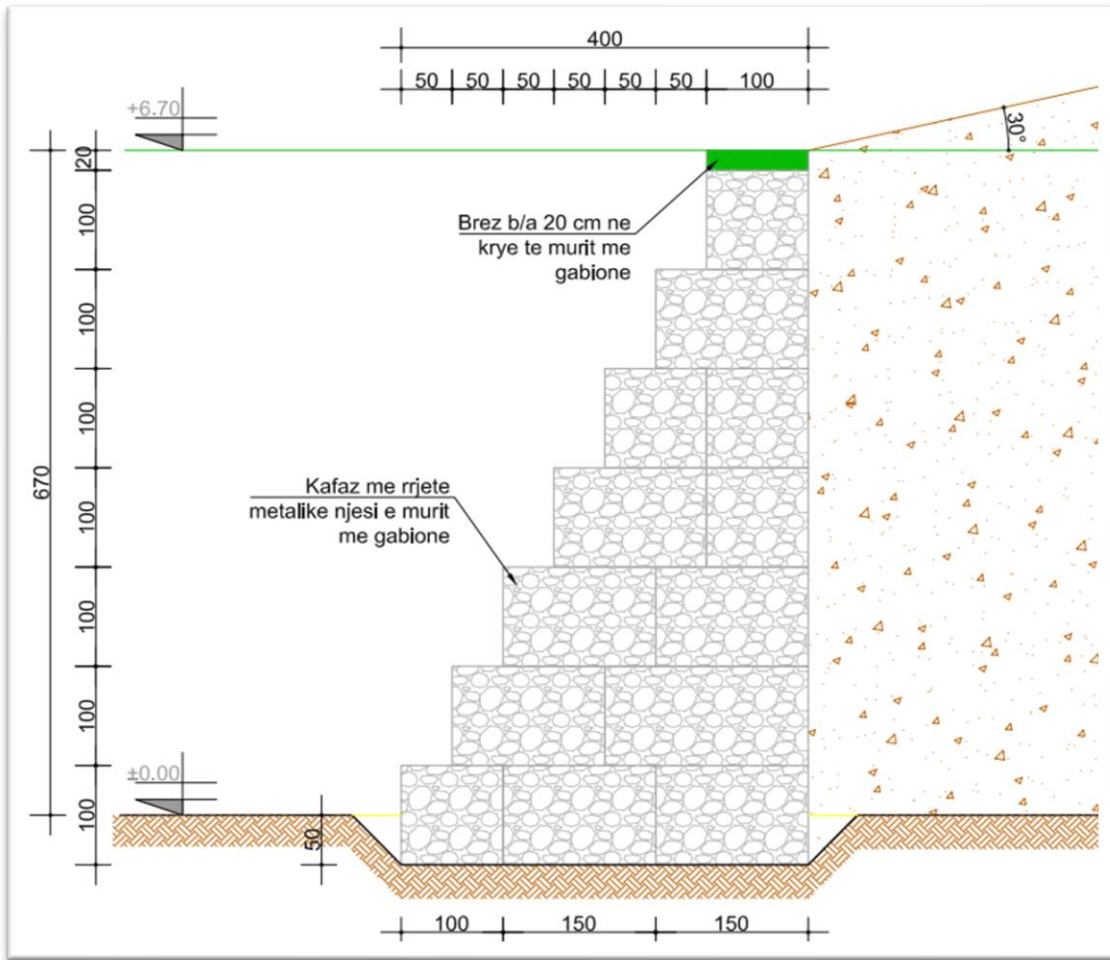 400
50 50 50 50 50 50 100
+6.70
30°
20
100
Brez b/a 20 cm ne
krye te murit me
gabione
100
100
670
100
Kafaz me rrjete
metalike njesi e murit
me gabione
100
100
±0.00
100
50
100 150 150